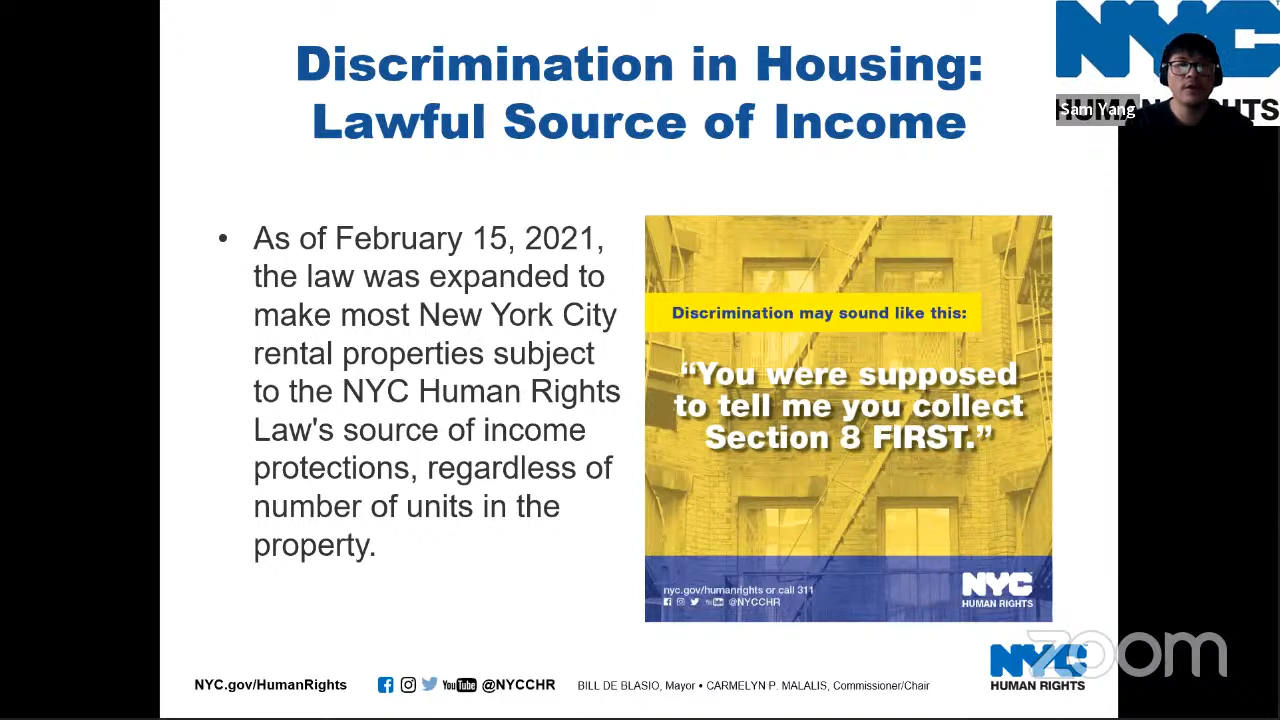 Discrimination in Housing:
Lawful Source of Income
NYC
HUMAN RIGHTS
Sam Yang
• As of February 15, 2021,
the law was expanded to
make most New York City
rental properties subject
to the NYC Human Rights
Law's source of income
protections, regardless of
number of units in the
property.
Discrimination may sound like this:
“You were supposed
to tell me you collect
Section 8 FIRST.”
nyc.gov/humanrights or call 311
YouTube @NYCCHR
NYC
HUMAN RIGHTS
NYC.gov/HumanRights
YouTube @NYCCHR
BILL DE BLASIO, Mayor • CARMELYN P. MALALIS, Commissioner/Chair
NYC
HUMAN RIGHTS
zoom